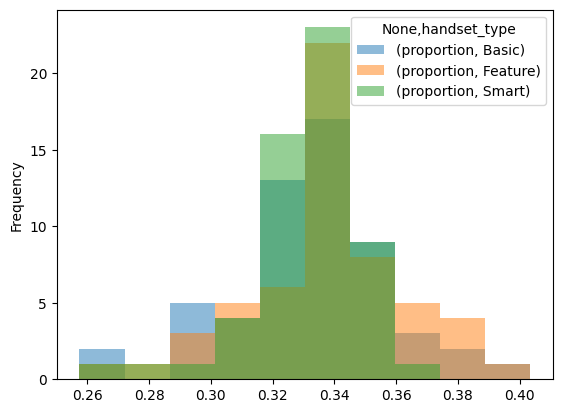 None,handset_type
(proportion, Basic)
(proportion, Feature)
(proportion, Smart)
Frequency
20
15
10
5
0
0.26 0.28 0.30 0.32 0.34 0.36 0.38 0.40